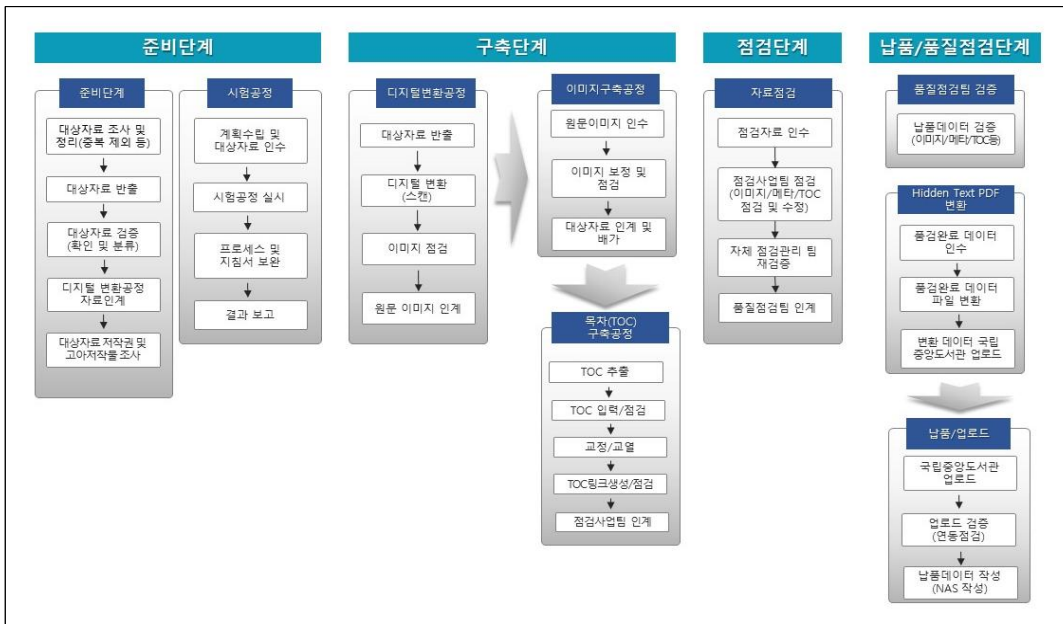 준비단계
준비단계
대상자료 조사 및
정리(중복 제외 등)
대상자료 반출
대상자료 검증
(확인 및 분류)
디지털 변환공정
자료인계
대상자료 저작권 및
고아저작물 조사
시험공정
계획수립 및
대상자료 인수
시험공정 실시
프로세스 및
지침서 보완
결과 보고
구축단계
디지털변환공정
대상자료 반출
디지털 변환
(스캔)
이미지 점검
원문 이미지 인계
이미지구축공정
원문이미지 인수
이미지 보정 및
점검
대상자료 인계 및
배가
목차(TOC)
구축공정
TOC 추출
TOC 입력/점검
교정/교열
TOC링크생성/점검
점검사업팀 인계
점검단계
자료점검
점검자료 인수
점검사업팀 점검
(이미지/메타/TOC
점검 및 수정)
자체 점검관리 팀
재검증
품질점검팀 인계
납품/품질점검단계
품질점검팀 검증
납품데이터 검증
(이미지/메타/TOC등)
Hidden Text PDF
변환
품검완료 데이터
인수
품검완료 데이터
파일 변환
변환 데이터 국립
중앙도서관 업로드
납품/업로드
국립중앙도서관
업로드
업로드 검증
(연동점검)
납품데이터 작성
(NAS 작성)